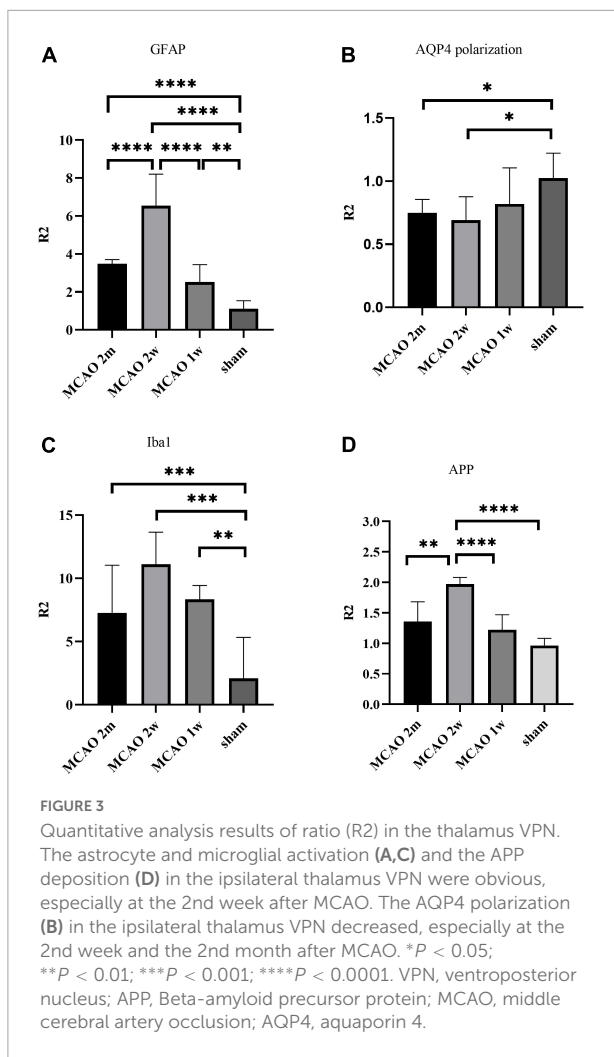 A
GFAP
****
****
**** **** **
10
8
6
4
2
0
R2
MCAO 2m
MCAO 2w
MCAO 1w
sham
B
AQP4 polarization
*
*
1.5
1.0
0.5
0.0
R2
MCAO 2m
MCAO 2w
MCAO 1w
sham
C
Iba1
***
***
**
15
10
5
0
R2
MCAO 2m
MCAO 2w
MCAO 1w
sham
D
APP
****
** ****
3.0
2.5
2.0
1.5
1.0
0.5
0.0
R2
MCAO 2m
MCAO 2w
MCAO 1w
sham
FIGURE 3
Quantitative analysis results of ratio (R2) in the thalamus VPN.
The astrocyte and microglial activation (A,C) and the APP
deposition (D) in the ipsilateral thalamus VPN were obvious,
especially at the 2nd week after MCAO. The AQP4 polarization
(B) in the ipsilateral thalamus VPN decreased, especially at the
2nd week and the 2nd month after MCAO. *P < 0.05;
**P < 0.01; ***P < 0.001; ****P < 0.0001. VPN, ventroposterior
nucleus; APP, Beta-amyloid precursor protein; MCAO, middle
cerebral artery occlusion; AQP4, aquaporin 4.